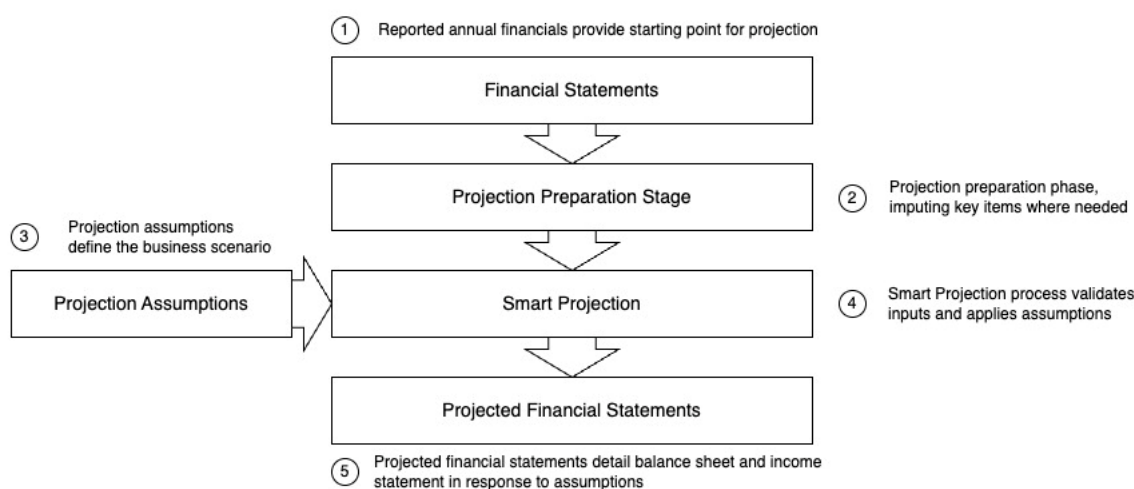 1
Reported annual financials provide starting point for projection
Financial Statements
Projection Preparation Stage
2
Projection preparation phase,
imputing key items where needed
3
Projection assumptions
define the business scenario
Projection Assumptions
Smart Projection
4
Smart Projection process validates
inputs and applies assumptions
Projected Financial Statements
5
Projected financial statements detail balance sheet and income
statement in response to assumptions